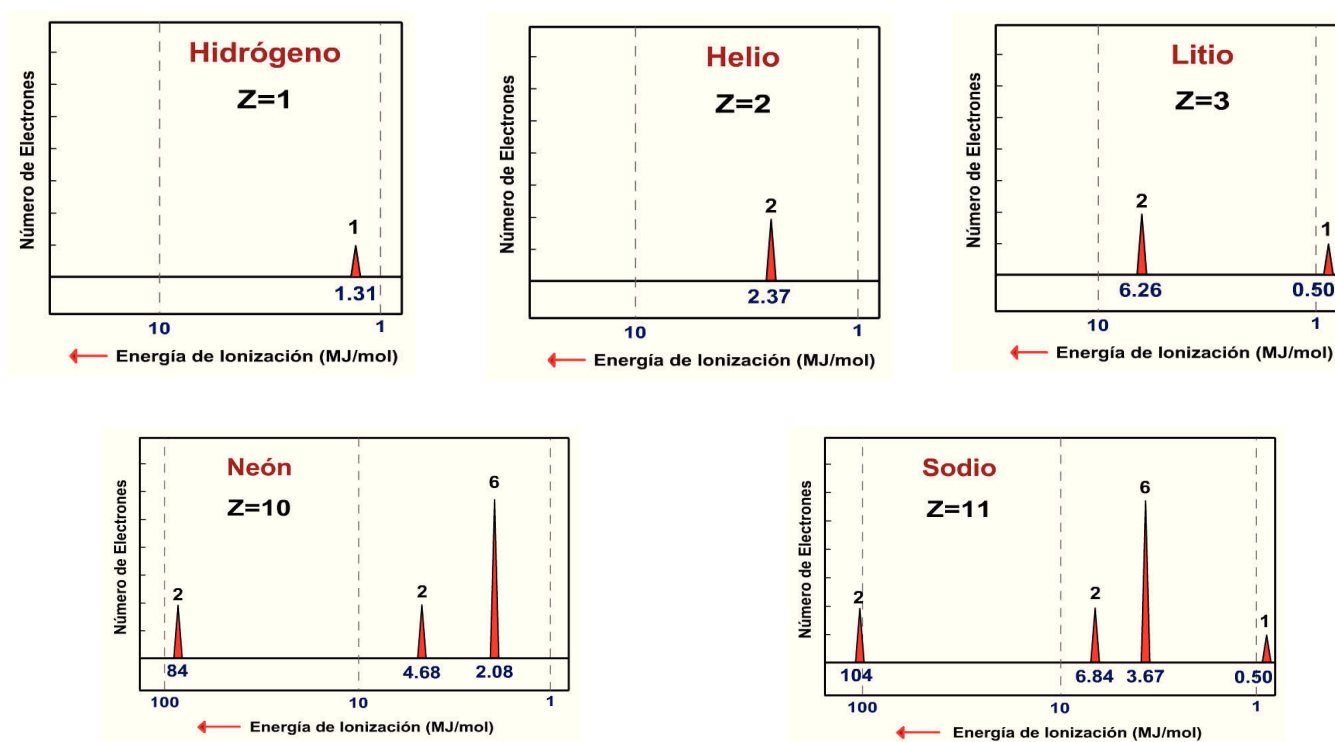 Hidrógeno
Z=1
Número de Electrones
1
1.31
10
1
Energía de Ionización (MJ/mol)
Helio
Z=2
Número de Electrones
2
2.37
10
1
Energía de Ionización (MJ/mol)
Litio
Z=3
Número de Electrones
2
1
6.26
0.50
10
1
Energía de Ionización (MJ/mol)
Neón
Z=10
Número de Electrones
2
2
6
84
4.68
2.08
100
10
1
Energía de Ionización (MJ/mol)
Sodio
Z=11
Número de Electrones
2
2
6
1
104
6.84
3.67
0.50
100
10
1
Energía de Ionización (MJ/mol)